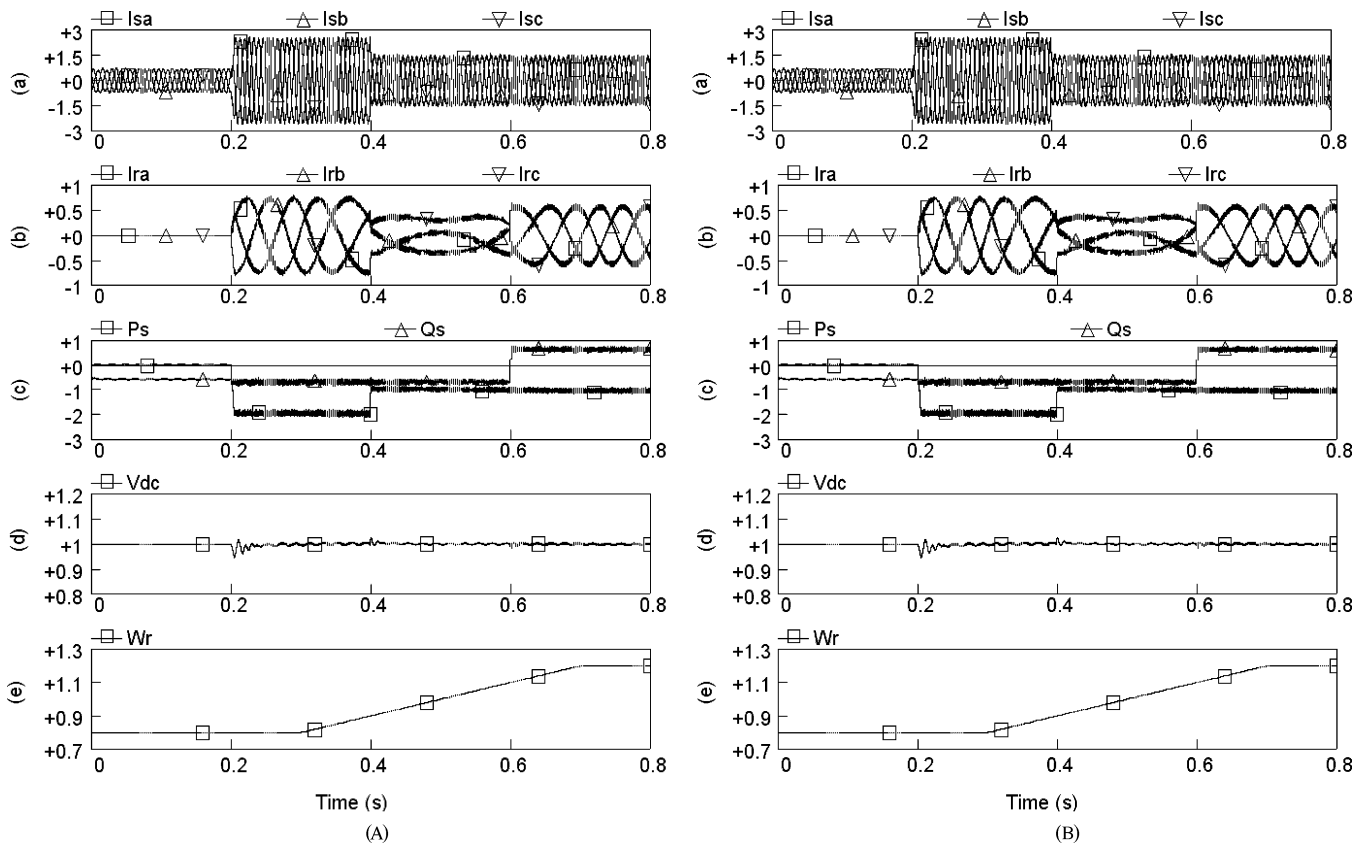 Isa Isb Isc
+3
+1.5
+0
-1.5
-3
(a)
0 0.2 0.4 0.6 0.8
Ira Irb Irc
+1
+0.5
+0
-0.5
-1
(b)
0 0.2 0.4 0.6 0.8
Ps Qs
+1
+0
-1
-2
-3
(c)
0 0.2 0.4 0.6 0.8
Vdc
+1.2
+1.1
+1
+0.9
+0.8
(d)
0 0.2 0.4 0.6 0.8
Wr
+1.3
+1.1
+0.9
+0.7
(e)
0 0.2 0.4 0.6 0.8
Time (s)
(A)
Isa Isb Isc
+3
+1.5
+0
-1.5
-3
(a)
0 0.2 0.4 0.6 0.8
Ira Irb Irc
+1
+0.5
+0
-0.5
-1
(b)
0 0.2 0.4 0.6 0.8
Ps Qs
+1
+0
-1
-2
-3
(c)
0 0.2 0.4 0.6 0.8
Vdc
+1.2
+1.1
+1
+0.9
+0.8
(d)
0 0.2 0.4 0.6 0.8
Wr
+1.3
+1.1
+0.9
+0.7
(e)
0 0.2 0.4 0.6 0.8
Time (s)
(B)